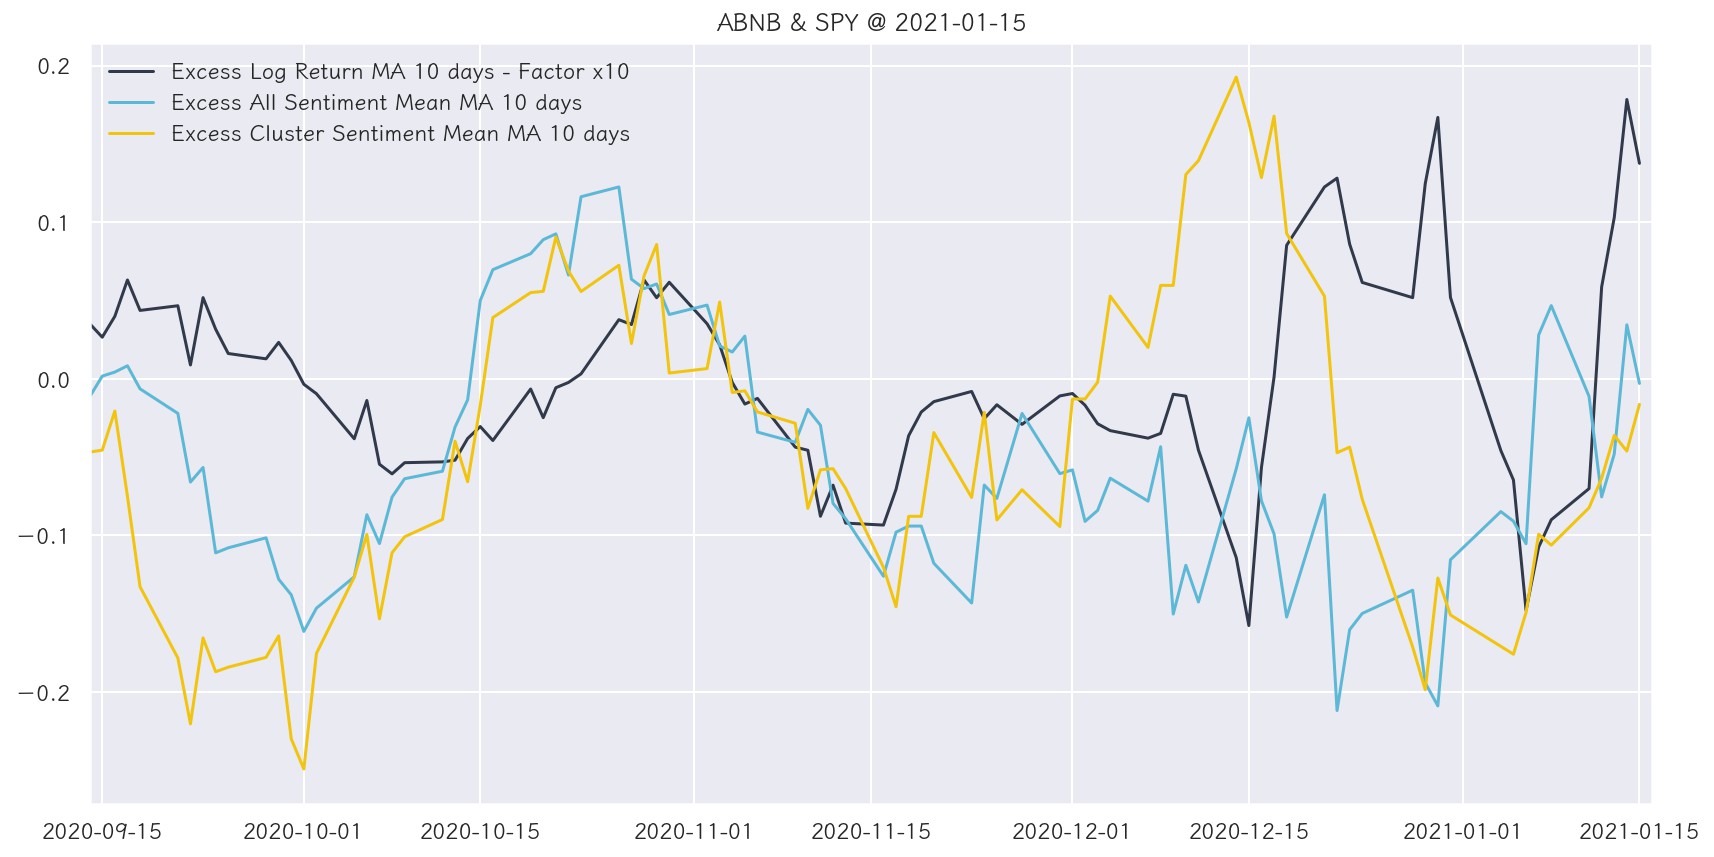 ABNB & SPY @ 2021-01-15
Excess Log Return MA 10 days - Factor x10
Excess All Sentiment Mean MA 10 days
Excess Cluster Sentiment Mean MA 10 days
0.2
0.1
0.0
−0.1
−0.2
2020-09-15 2020-10-01 2020-10-15 2020-11-01 2020-11-15 2020-12-01 2020-12-15 2021-01-01 2021-01-15